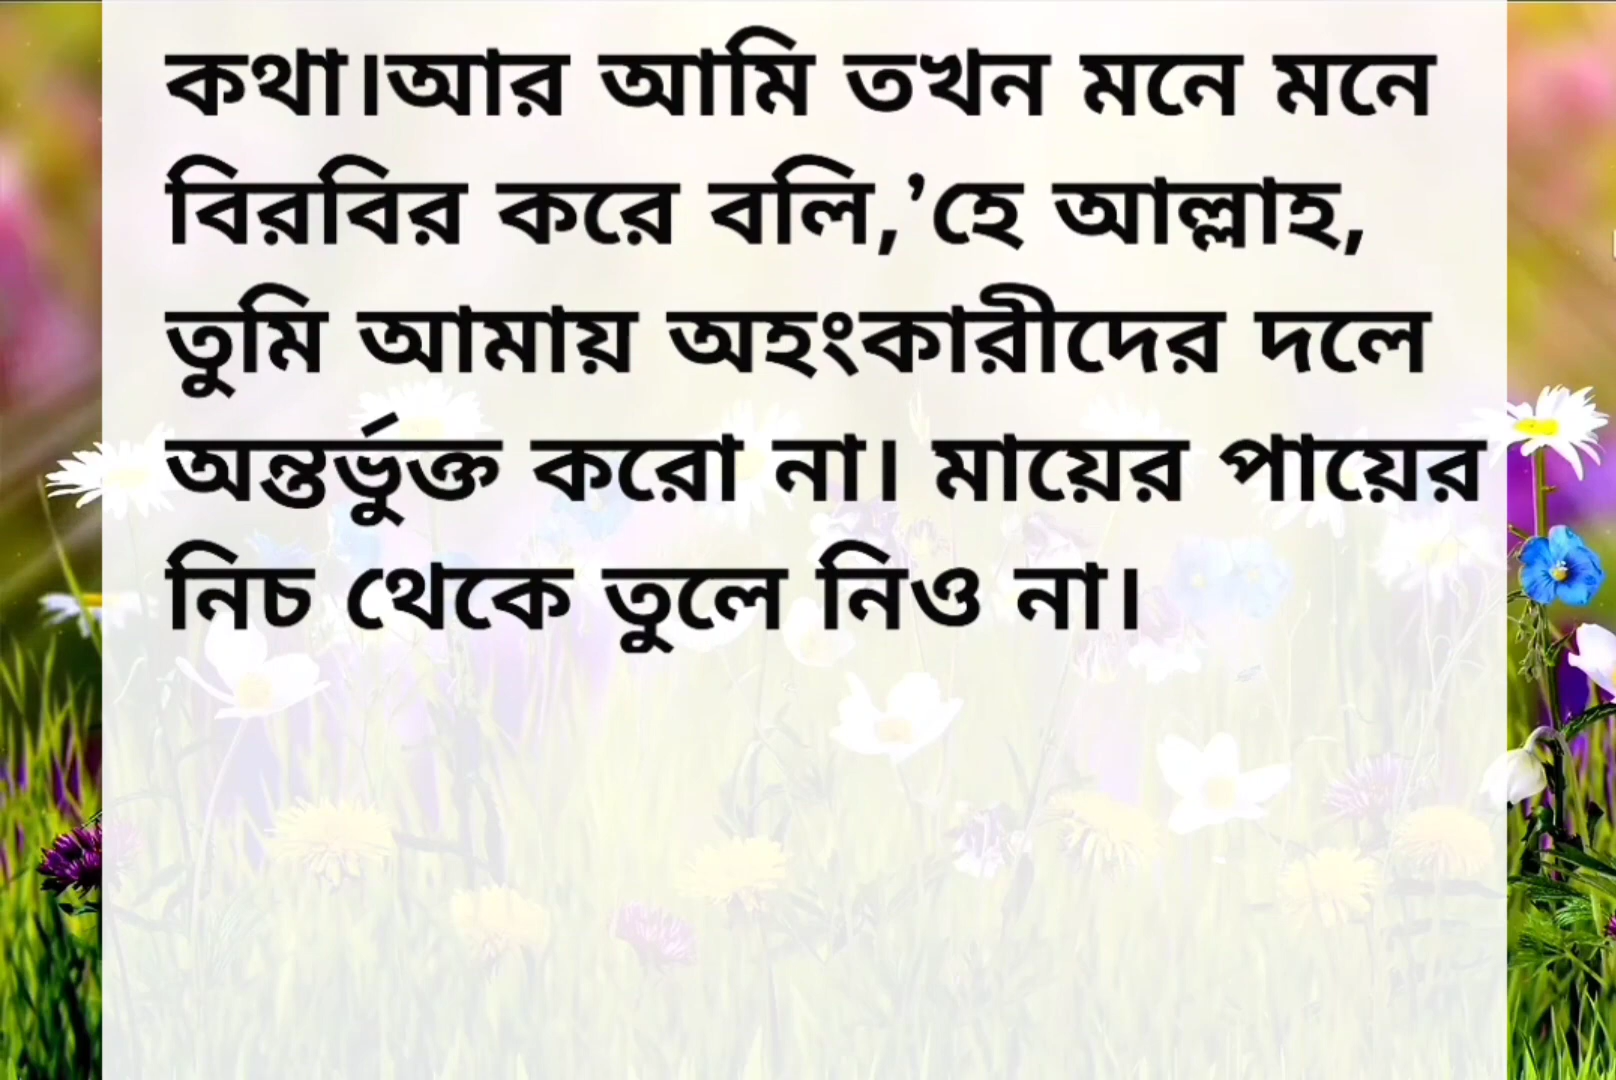 কথা।আর আমি তখন মনে মনে
বিরবির করে বলি,’হে আল্লাহ,
তুমি আমায় অহংকারীদের দলে
অন্তর্ভুক্ত করো না। মায়ের পায়ের
নিচ থেকে তুলে নিও না।